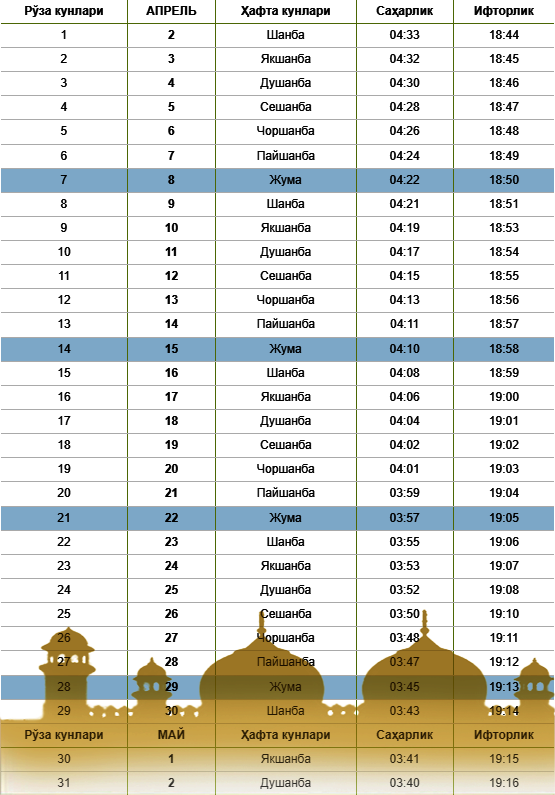 Рўза кунлари АПРЕЛЬ Ҳафта кунлари Саҳарлик Ифторлик
1 2 Шанба 04:33 18:44
2 3 Якшанба 04:32 18:45
3 4 Душанба 04:30 18:46
4 5 Сешанба 04:28 18:47
5 6 Чоршанба 04:26 18:48
6 7 Пайшанба 04:24 18:49
7 8 Жума 04:22 18:50
8 9 Шанба 04:21 18:51
9 10 Якшанба 04:19 18:53
10 11 Душанба 04:17 18:54
11 12 Сешанба 04:15 18:55
12 13 Чоршанба 04:13 18:56
13 14 Пайшанба 04:11 18:57
14 15 Жума 04:10 18:58
15 16 Шанба 04:08 18:59
16 17 Якшанба 04:06 19:00
17 18 Душанба 04:04 19:01
18 19 Сешанба 04:02 19:02
19 20 Чоршанба 04:01 19:03
20 21 Пайшанба 03:59 19:04
21 22 Жума 03:57 19:05
22 23 Шанба 03:55 19:06
23 24 Якшанба 03:53 19:07
24 25 Душанба 03:52 19:08
25 26 Сешанба 03:50 19:10
26 27 Чоршанба 03:48 19:11
27 28 Пайшанба 03:47 19:12
28 29 Жума 03:45 19:13
29 30 Шанба 03:43 19:14
Рўза кунлари МАЙ Ҳафта кунлари Саҳарлик Ифторлик
30 1 Якшанба 03:41 19:15
31 2 Душанба 03:40 19:16